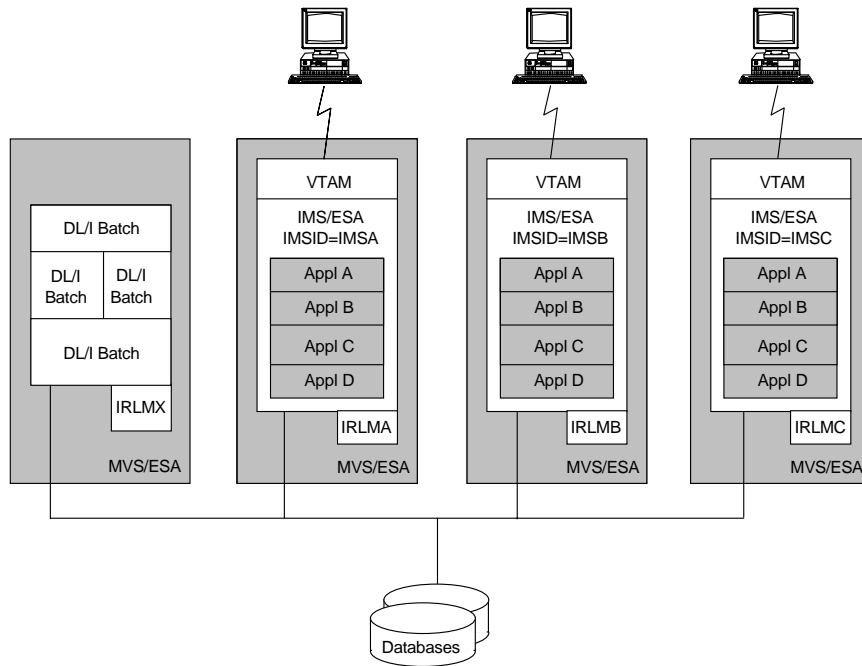 DL/I Batch
DL/I
Batch
DL/I
Batch
DL/I Batch
IRLMX
MVS/ESA
VTAM
IMS/ESA
IMSID=IMSA
Appl A
Appl B
Appl C
Appl D
IRLMA
MVS/ESA
VTAM
IMS/ESA
IMSID=IMSB
Appl A
Appl B
Appl C
Appl D
IRLMB
MVS/ESA
VTAM
IMS/ESA
IMSID=IMSC
Appl A
Appl B
Appl C
Appl D
IRLMC
MVS/ESA
Databases